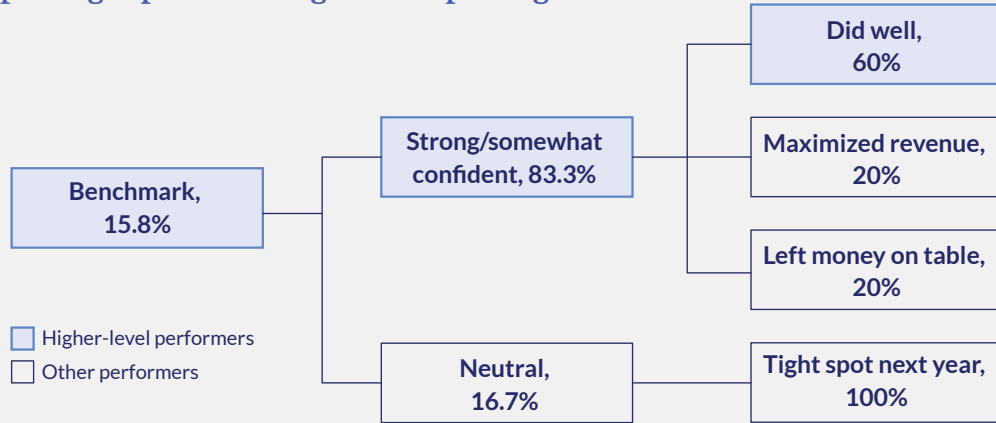 Did well,
60%
Strong/somewhat
confident, 83.3%
Maximized revenue,
20%
Benchmark,
15.8%
Left money on table,
20%
Higher-level performers
Other performers
Neutral,
16.7%
Tight spot next year,
100%